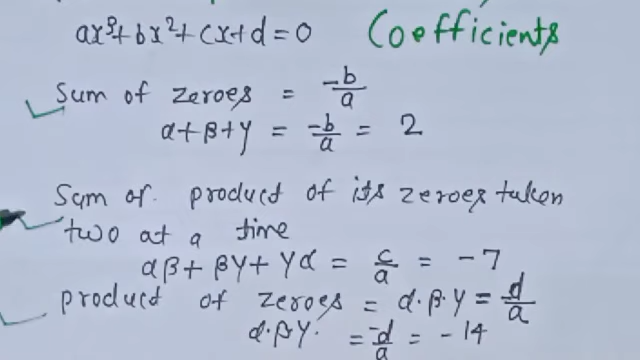 ax³+bx²+cx+d=0 Coefficients
Sum of zeroes = -b/a
α+β+γ = -b/a = 2
Sum of product of its zeroes taken
two at a time
αβ+βγ+γα = c/a = -7
product of zeroes = α·β·γ = d/a
α·β·γ = -d/a = -14